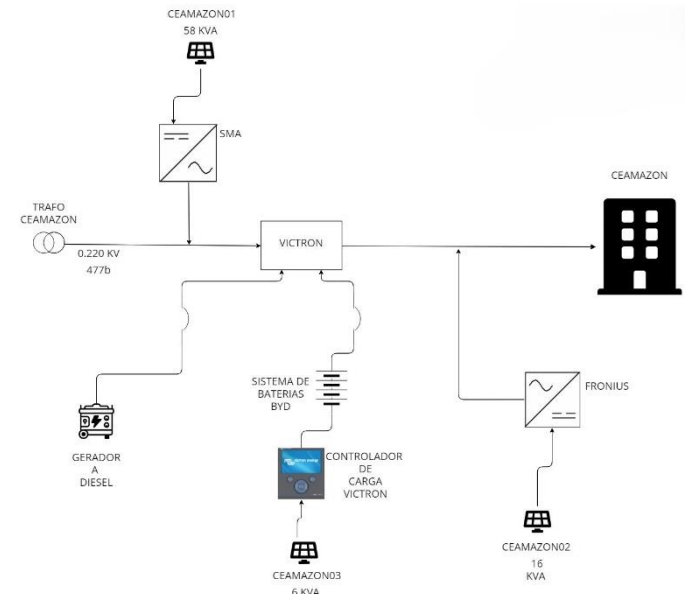 CEAMAZON01
58 KVA
SMA
CEAMAZON
TRAFO
CEAMAZON
VICTRON
0.220 KV
477b
SISTEMA DE
BATERIAS
BYD
FRONIUS
GERADOR
A
DIESEL
CONTROLADOR
DE
CARGA
VICTRON
CEAMAZON02
16
KVA
CEAMAZON03
6 KVA